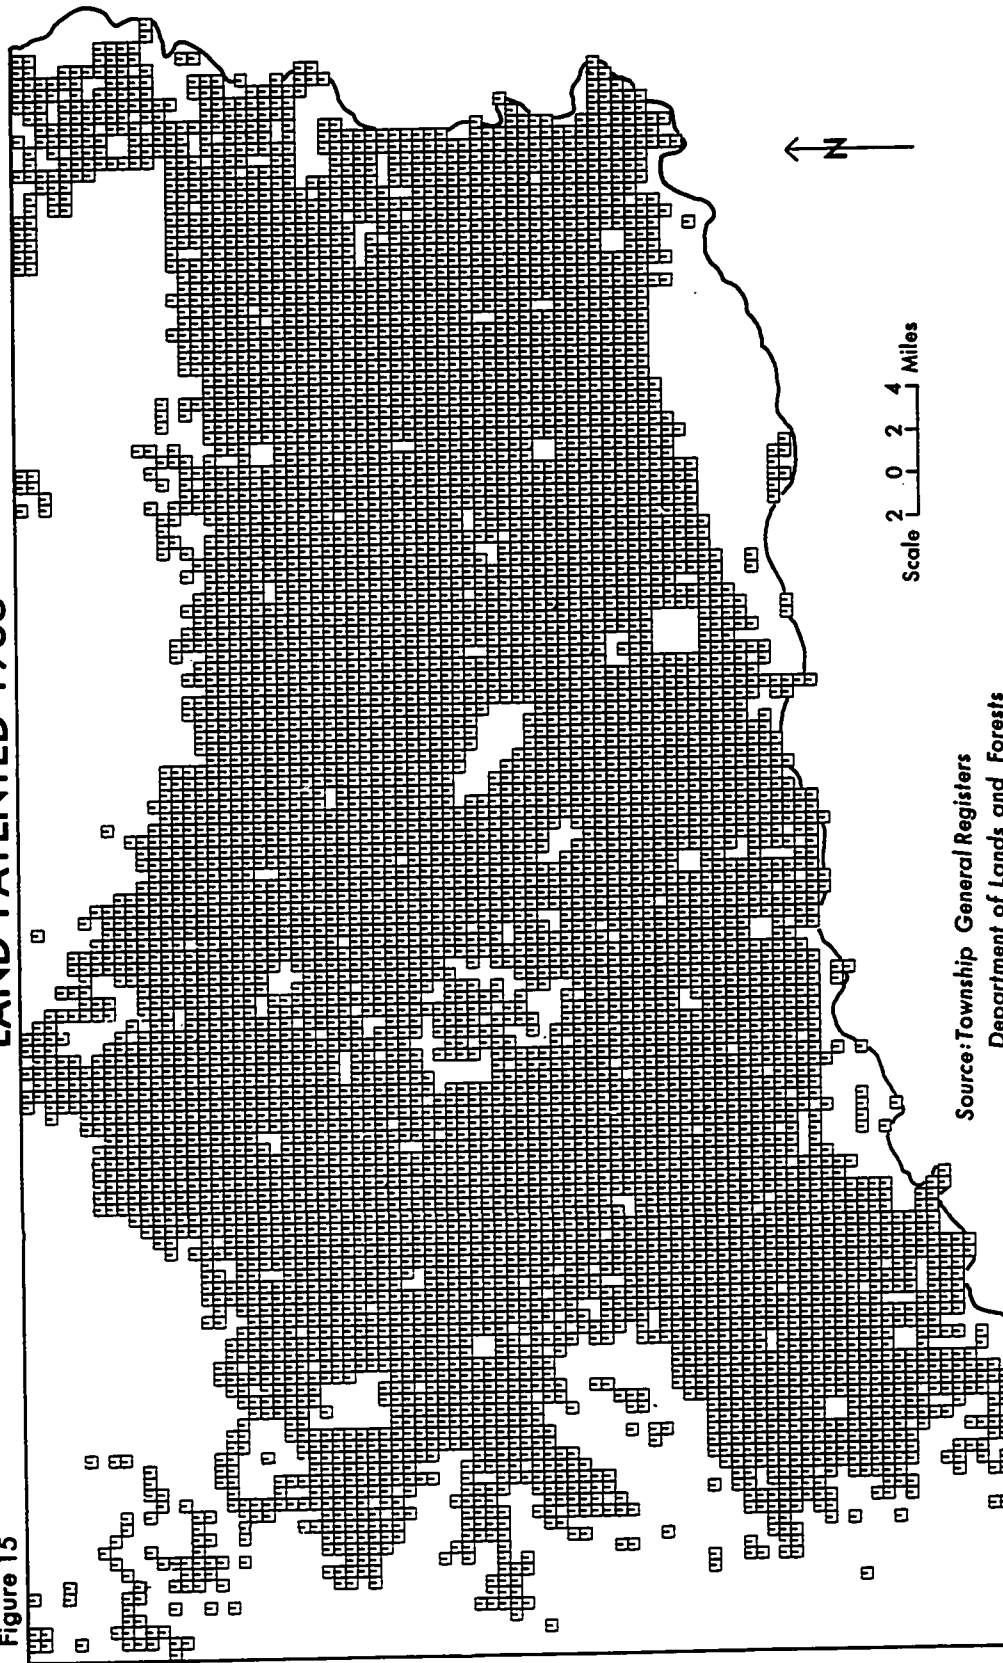 Figure 15
LAND PATENTED
N
Scale 2 0 2 4 Miles
Source: Township General Registers
Department of Lands and Forests